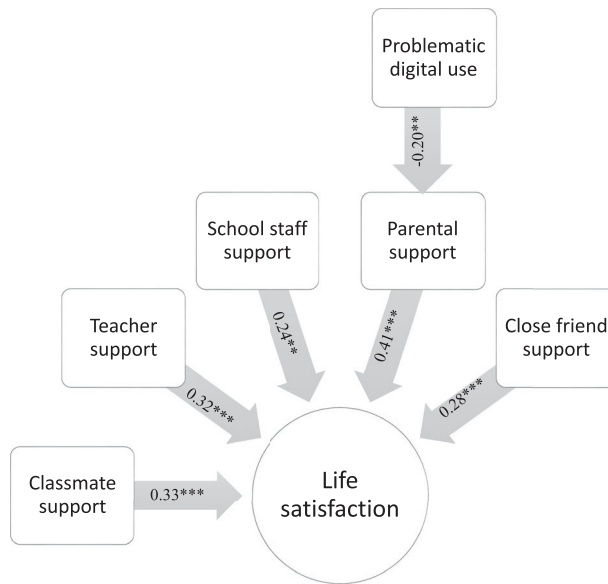 Problematic
digital use
-0.20**
School staff
support
Parental
support
Teacher
support
Close friend
support
0.24**
0.41***
0.32***
0.28***
Classmate
support
0.33***
Life
satisfaction